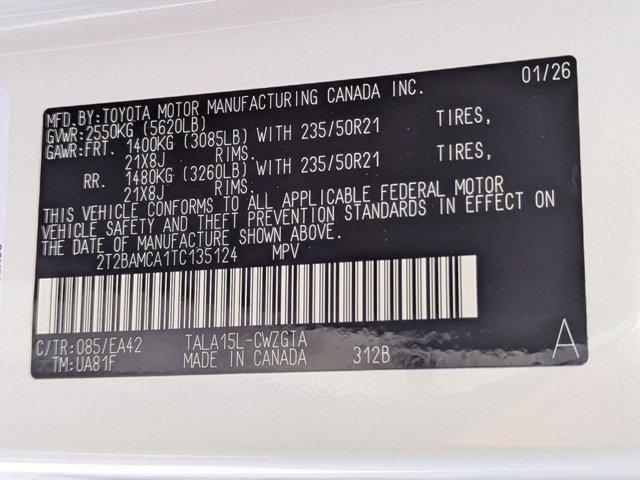 MFD.BY:TOYOTA MOTOR MANUFACTURING CANADA INC. 01/26
GVWR:2550KG (5620LB)
GAWR:FRT. 1400KG (3085LB) WITH 235/50R21 TIRES,
21X8J RIMS.
RR. 1480KG (3260LB) WITH 235/50R21 TIRES,
21X8J RIMS.
THIS VEHICLE CONFORMS TO ALL APPLICABLE FEDERAL MOTOR
VEHICLE SAFETY AND THEFT PREVENTION STANDARDS IN EFFECT ON
THE DATE OF MANUFACTURE SHOWN ABOVE.
2T2BAMCA1TC135124 MPV
C/TR:085/EA42 TALA15L-CWZGTA A
TM:UA81F MADE IN CANADA 312B